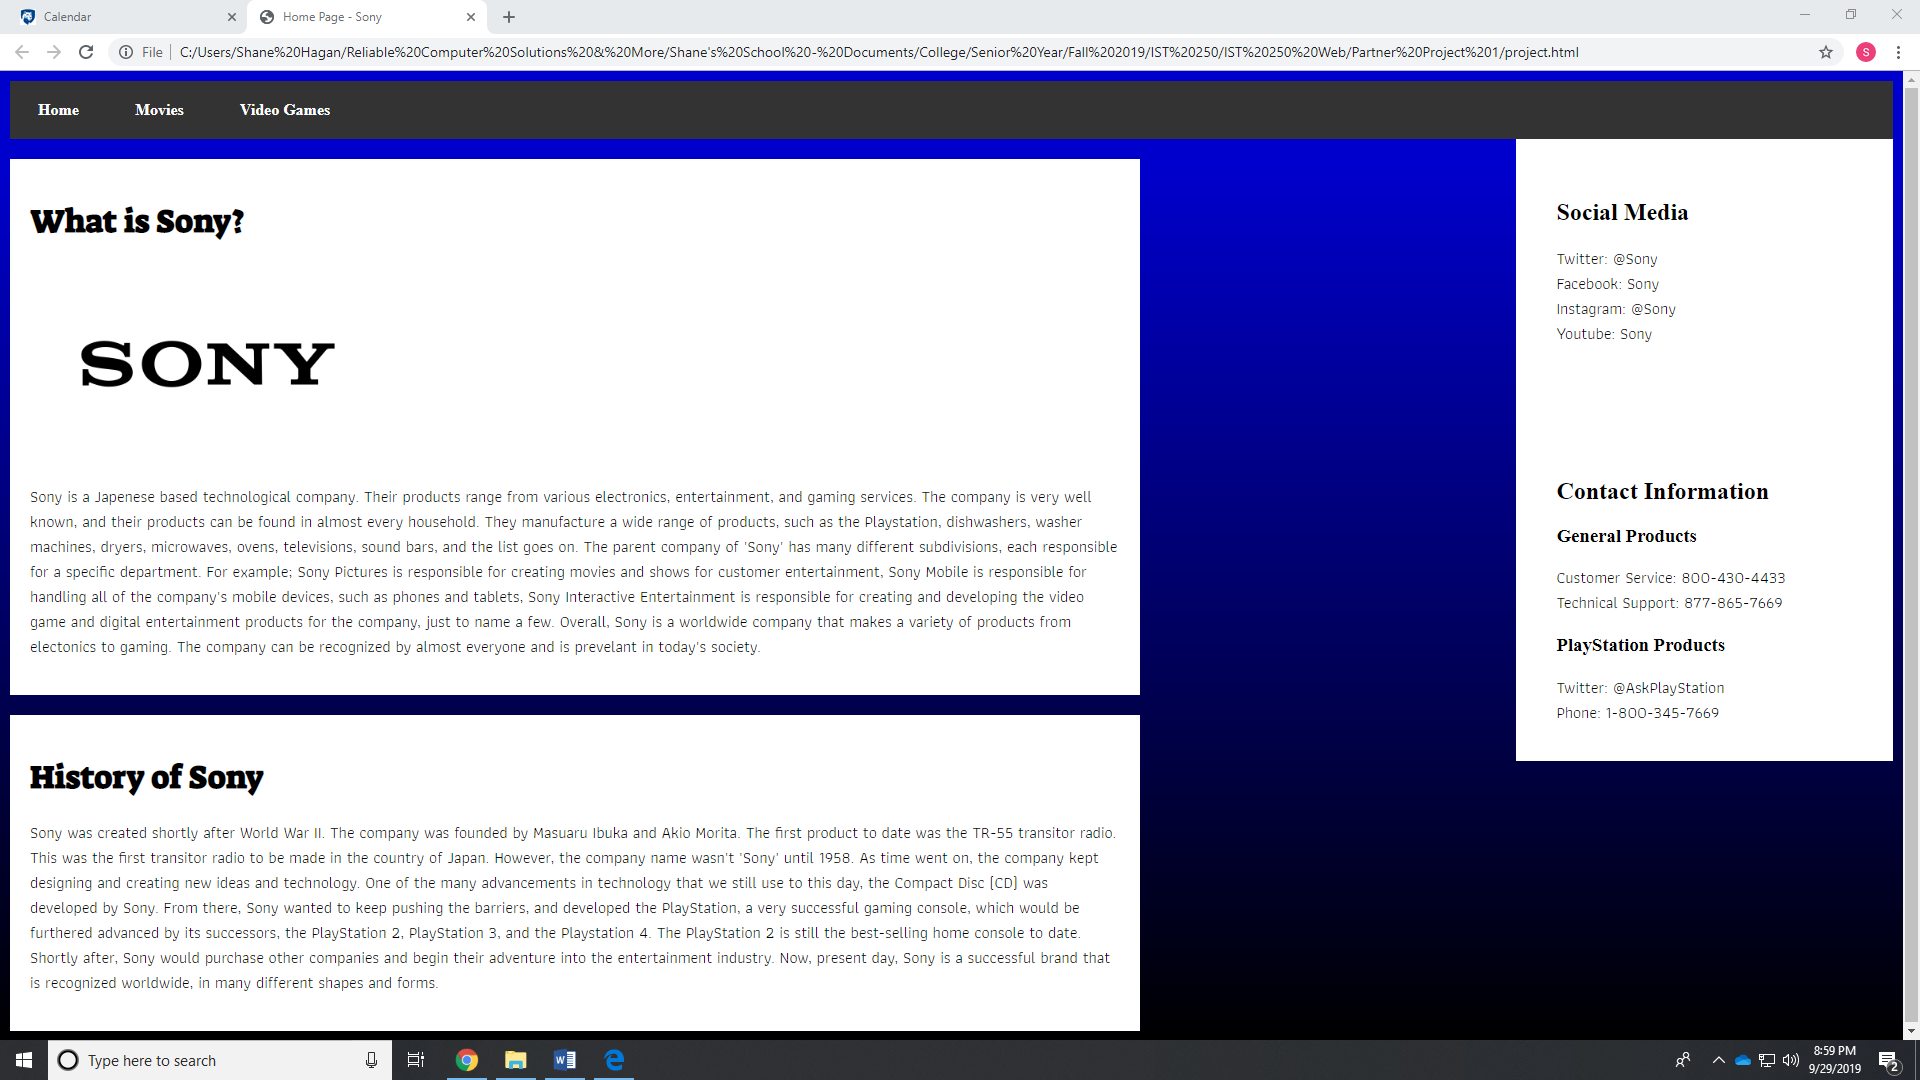 Calendar
Home Page - Sony
File
C:/Users/Shane%20Hagan/Reliable%20Computer%20Solutions%20&%20More/Shane's%20School%20-%20Documents/College/Senior%20Year/Fall%202019/IST%20250/IST%20250%20Web/Partner%20Project%201/project.html
S
Home Movies Video Games
What is Sony?
SONY
Sony is a Japenese based technological company. Their products range from various electronics, entertainment, and gaming services. The company is very well
known, and their products can be found in almost every household. They manufacture a wide range of products, such as the Playstation, dishwashers, washer
machines, dryers, microwaves, ovens, televisions, sound bars, and the list goes on. The parent company of 'Sony' has many different subdivisions, each responsible
for a specific department. For example; Sony Pictures is responsible for creating movies and shows for customer entertainment, Sony Mobile is responsible for
handling all of the company's mobile devices, such as phones and tablets, Sony Interactive Entertainment is responsible for creating and developing the video
game and digital entertainment products for the company, just to name a few. Overall, Sony is a worldwide company that makes a variety of products from
electonics to gaming. The company can be recognized by almost everyone and is prevelant in today's society.
History of Sony
Sony was created shortly after World War II. The company was founded by Masuaru Ibuka and Akio Morita. The first product to date was the TR-55 transitor radio.
This was the first transitor radio to be made in the country of Japan. However, the company name wasn't 'Sony' until 1958. As time went on, the company kept
designing and creating new ideas and technology. One of the many advancements in technology that we still use to this day, the Compact Disc (CD) was
developed by Sony. From there, Sony wanted to keep pushing the barriers, and developed the PlayStation, a very successful gaming console, which would be
furthered advanced by its successors, the PlayStation 2, PlayStation 3, and the Playstation 4. The PlayStation 2 is still the best-selling home console to date.
Shortly after, Sony would purchase other companies and begin their adventure into the entertainment industry. Now, present day, Sony is a successful brand that
is recognized worldwide, in many different shapes and forms.
Social Media
Twitter: @Sony
Facebook: Sony
Instagram: @Sony
Youtube: Sony
Contact Information
General Products
Customer Service: 800-430-4433
Technical Support: 877-865-7669
PlayStation Products
Twitter: @AskPlayStation
Phone: 1-800-345-7669
Type here to search
8:59 PM
9/29/2019
2